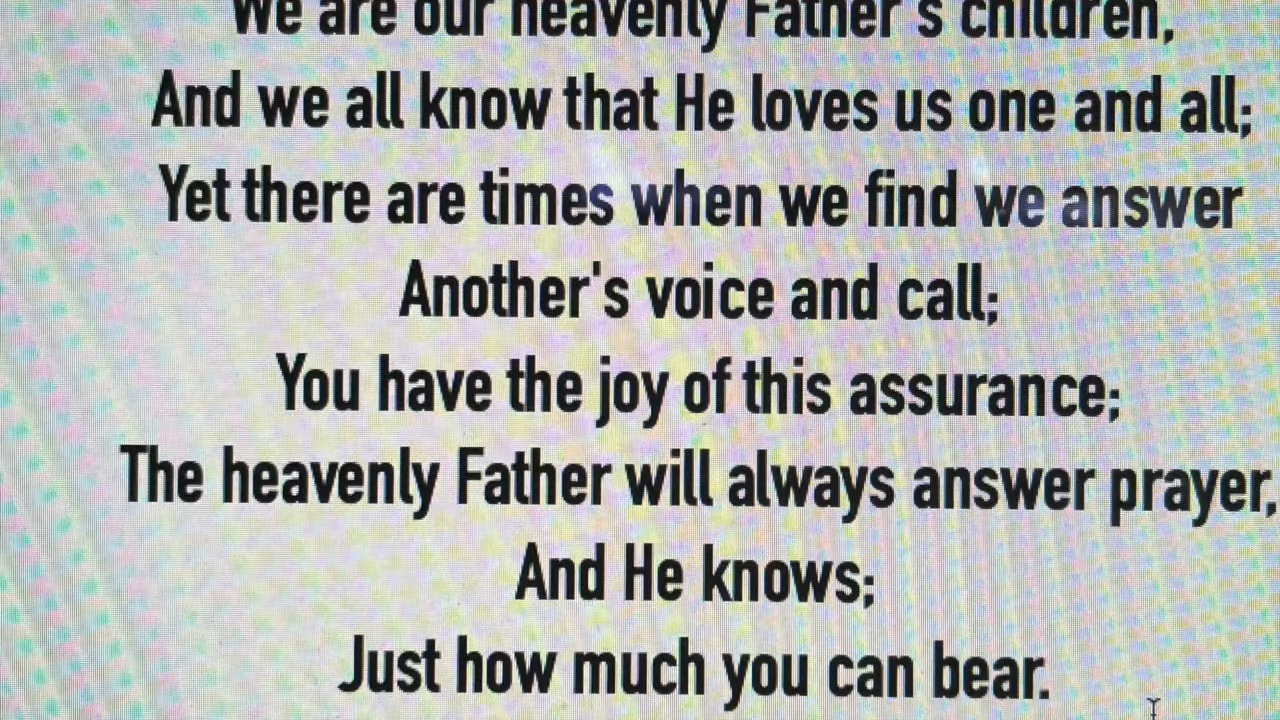 We are our heavenly Father's children,
And we all know that He loves us one and all;
Yet there are times when we find we answer
Another's voice and call;
You have the joy of this assurance;
The heavenly Father will always answer prayer,
And He knows;
Just how much you can bear.